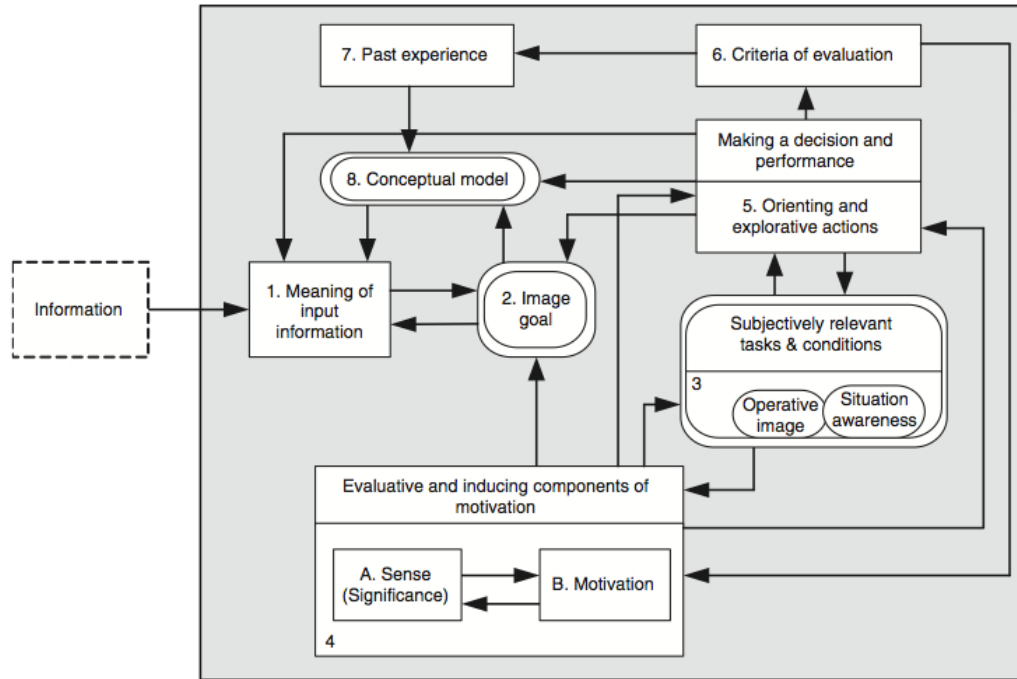 7. Past experience
6. Criteria of evaluation
Making a decision and
performance
8. Conceptual model
5. Orienting and
explorative actions
Information
1. Meaning of
input
information
2. Image
goal
Subjectively relevant
tasks & conditions
3
Operative
image
Situation
awareness
Evaluative and inducing components of
motivation
A. Sense
(Significance)
B. Motivation
4